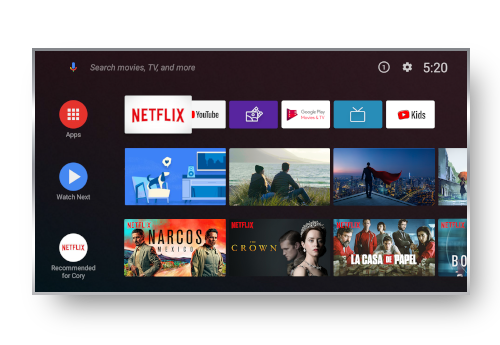 Search movies, TV, and more
1
5:20
NETFLIX
YouTube
Google Play
Movies & TV
Kids
Apps
Watch Next
NETFLIX
NARCOS
MEXICO
NETFLIX
THE
CROWN
NETFLIX
LA CASA DE PAPEL
NETFLIX
BO
NETFLIX
Recommended
for Cory